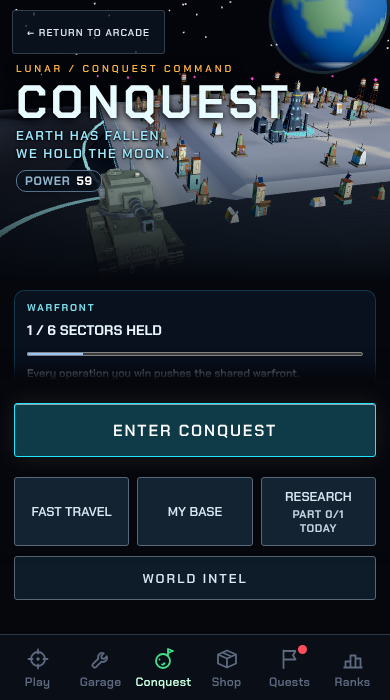 ← RETURN TO ARCADE
LUNAR / CONQUEST COMMAND
CONQUEST
EARTH HAS FALLEN.
WE HOLD THE MOON.
POWER 59
WARFRONT
1 / 6 SECTORS HELD
Every operation you win pushes the shared warfront.
ENTER CONQUEST
FAST TRAVEL
MY BASE
RESEARCH
PART 0/1
TODAY
WORLD INTEL
Play
Garage
Conquest
Shop
Quests
Ranks